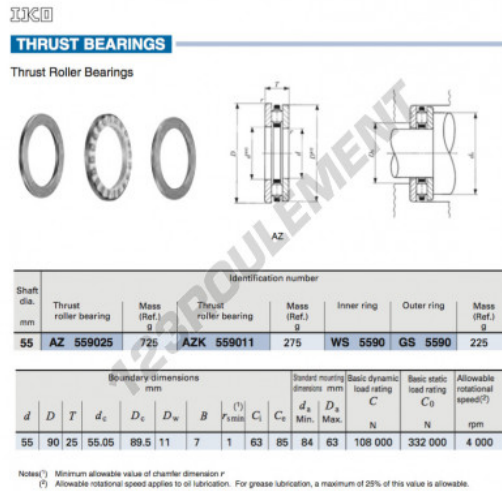 IKO
THRUST BEARINGS
Thrust Roller Bearings
T
r
D
d
AZ
123ROULEMENT
Shaft dia. mm
Identification number
Thrust roller bearing
Mass (Ref.) g
Thrust roller bearing
Mass (Ref.) g
Inner ring
Outer ring
Mass (Ref.) g
55 AZ 559025 725 AZK 559011 275 WS 5590 GS 5590 225
Boundary dimensions mm
Standard mounting dimensions mm
Basic dynamic load rating C N
Basic static load rating C₀ N
Allowable rotational speed(²) rpm
d D T dc Dc Dw B rs min(¹) Ci Ce da Min. Da Max.
55 90 25 55.05 89.5 11 7 1 63 85 84 63 108 000 332 000 4 000
Notes(¹) Minimum allowable value of chamfer dimension r
(²) Allowable rotational speed applies to oil lubrication. For grease lubrication, a maximum of 25% of this value is allowable.